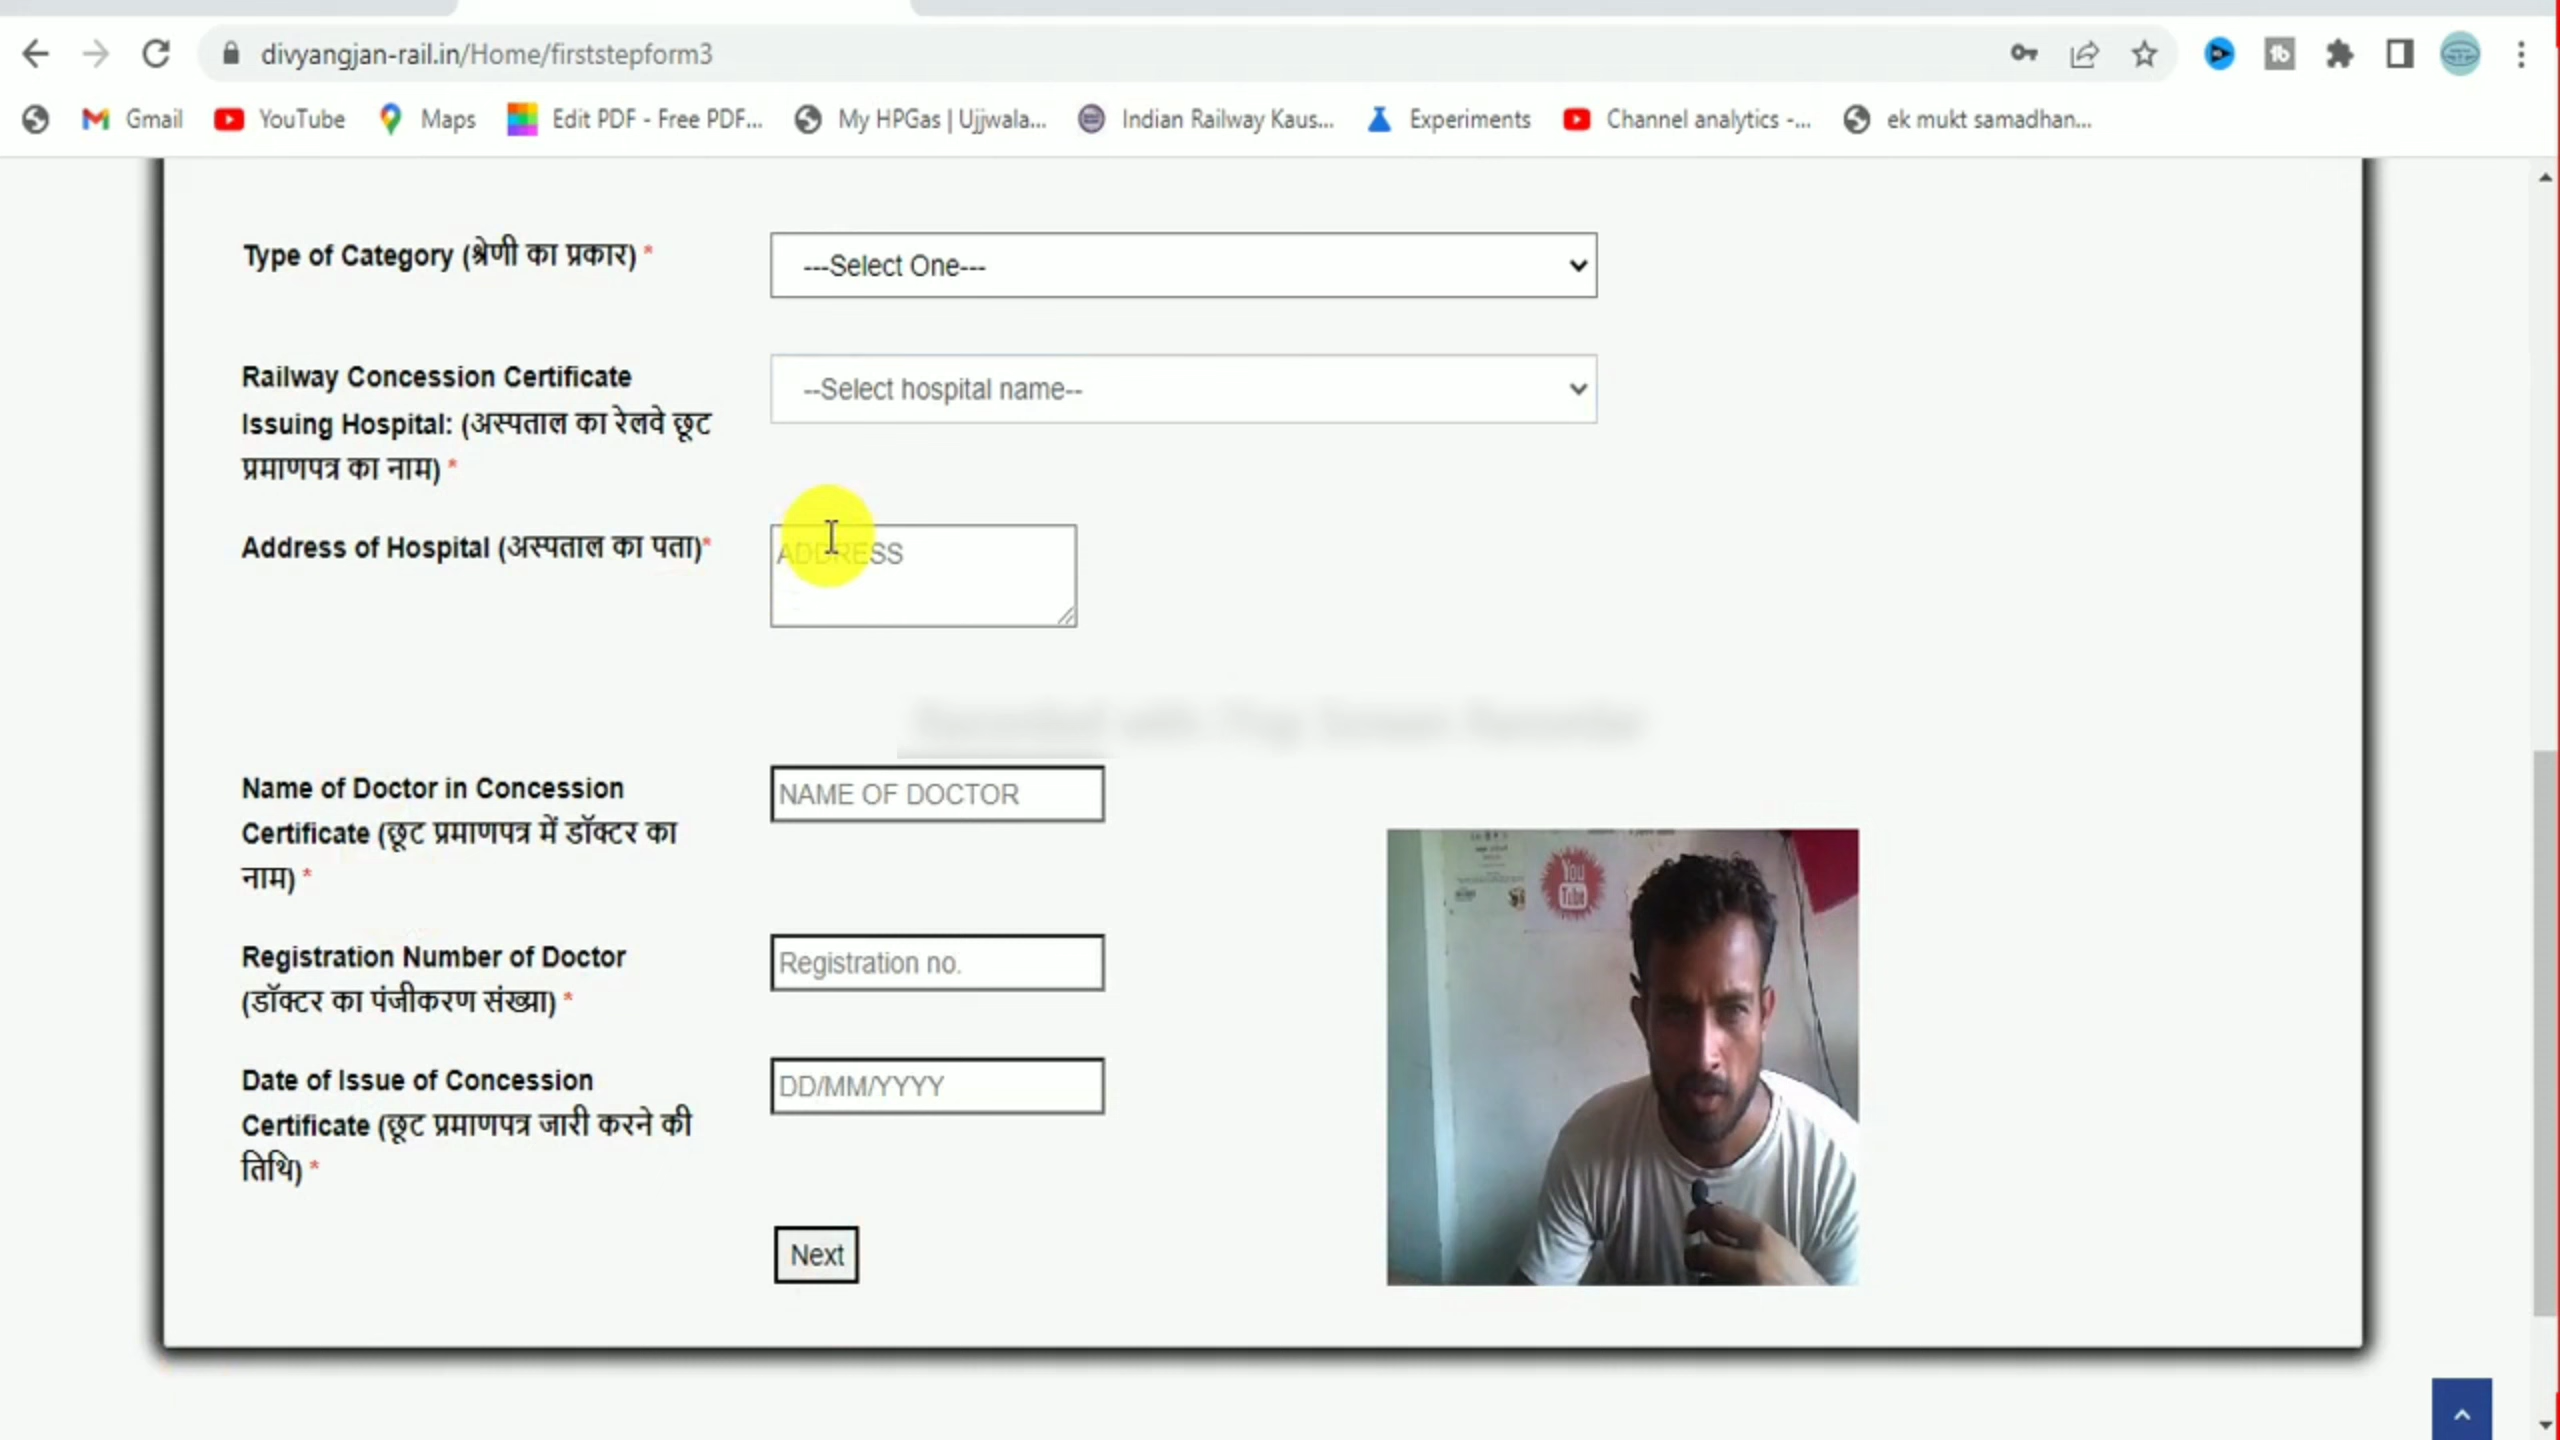 divyangjan-rail.in/Home/firststepform3
Gmail YouTube Maps Edit PDF - Free PDF... My HPGas | Ujjwala... Indian Railway Kaus... Experiments Channel analytics -... ek mukt samadhan...
Type of Category (श्रेणी का प्रकार) *
---Select One---
Railway Concession Certificate
Issuing Hospital: (अस्पताल का रेलवे छूट
प्रमाणपत्र का नाम) *
--Select hospital name--
Address of Hospital (अस्पताल का पता)*
ADDRESS
Name of Doctor in Concession
Certificate (छूट प्रमाणपत्र में डॉक्टर का
नाम) *
NAME OF DOCTOR
Registration Number of Doctor
(डॉक्टर का पंजीकरण संख्या) *
Registration no.
Date of Issue of Concession
Certificate (छूट प्रमाणपत्र जारी करने की
तिथि) *
DD/MM/YYYY
Next
You
Tube